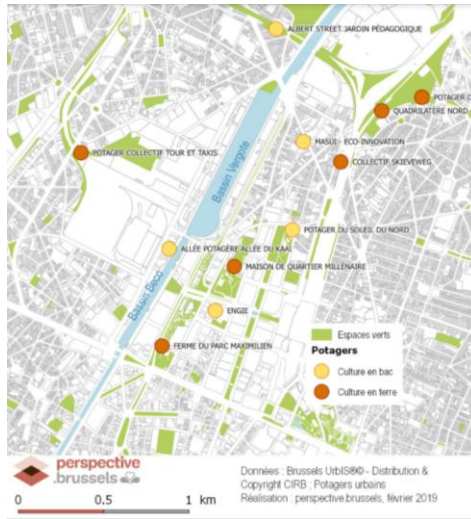 ALBERT STREET JARDIN PÉDAGOGIQUE
POTAGER C
QUADRILATÈRE NORD
MASUI - ECO-INNOVATION
POTAGER COLLECTIF TOUR ET TAXIS
COLLECTIF SKIEVEWEG
Bassin Vergote
POTAGER DU SOLEIL DU NORD
ALLÉE POTAGÈRE ALLÉE DU KAAI
MAISON DE QUARTIER MILLENAIRE
Bassin Béco
ENGIE
FERME DU PARC MAXIMILIEN
Espaces verts
Potagers
Culture en bac
Culture en terre
perspective
.brussels
0 0.5 1 km
Données : Brussels UrbIS®© - Distribution &
Copyright CIRB ; Potagers urbains
Réalisation : perspective.brussels, février 2019